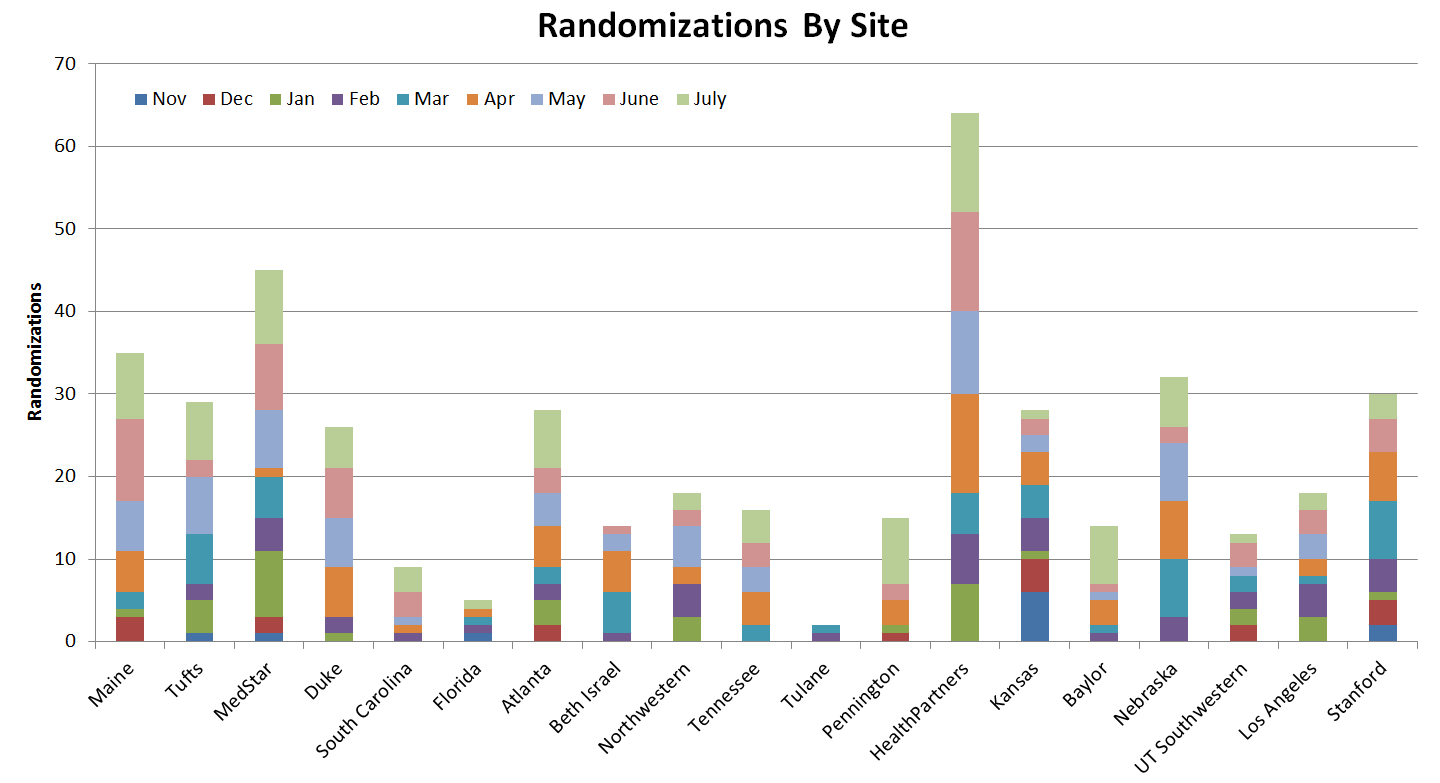 Randomizations By Site
70
Nov Dec Jan Feb Mar Apr May June July
60
50
40
Randomizations
30
20
10
0
Maine Tufts MedStar Duke South Carolina Florida Atlanta Beth Israel Northwestern Tennessee Tulane Pennington HealthPartners Kansas Baylor Nebraska UT Southwestern Los Angeles Stanford